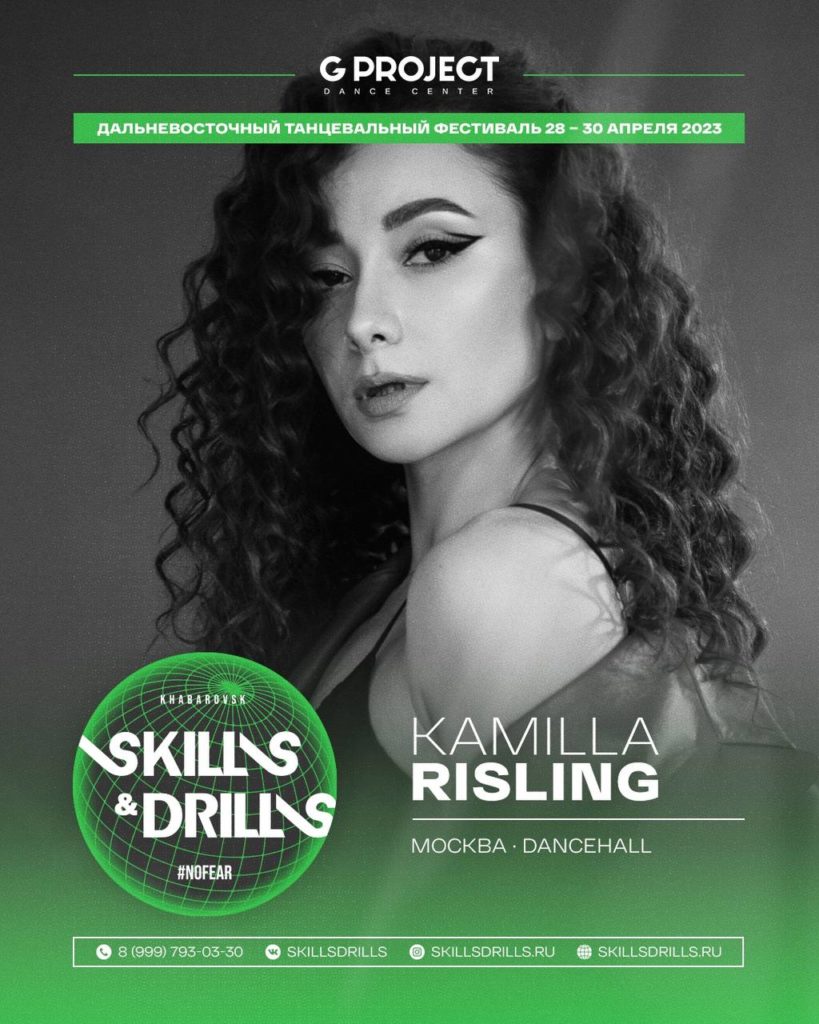 G PROJECT
DANCE CENTER
ДАЛЬНЕВОСТОЧНЫЙ ТАНЦЕВАЛЬНЫЙ ФЕСТИВАЛЬ 28 – 30 АПРЕЛЯ 2023
KHABAROVSK
SKILLS
& DRILLS
#NOFEAR
KAMILLA
RISLING
МОСКВА · DANCEHALL
8 (999) 793-03-30 SKILLSDRILLS SKILLSDRILLS.RU SKILLSDRILLS.RU